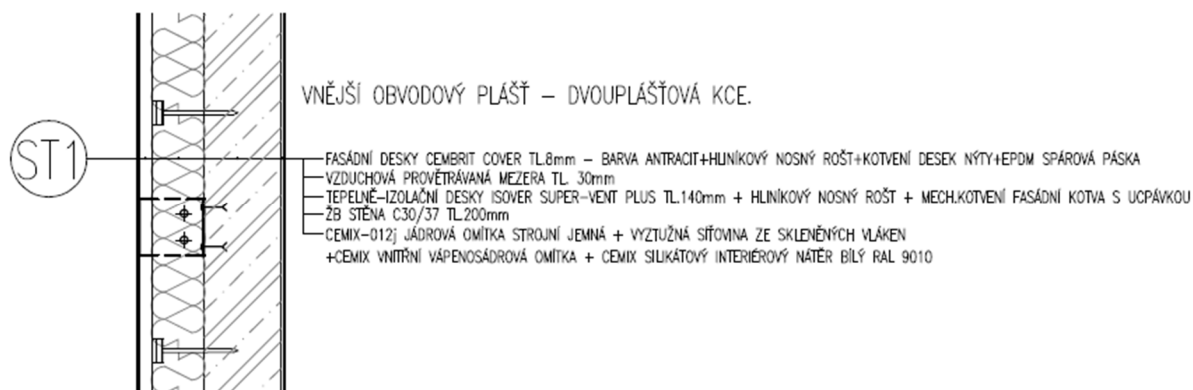 VNĚJŠÍ OBVODOVÝ PLÁŠŤ – DVOUPLÁŠŤOVÁ KCE.
ST1
FASÁDNÍ DESKY CEMBRIT COVER TL.8mm – BARVA ANTRACIT+HLINÍKOVÝ NOSNÝ ROŠT+KOTVENÍ DESEK NÝTY+EPDM SPÁROVÁ PÁSKA
VZDUCHOVÁ PROVĚTRÁVANÁ MEZERA TL. 30mm
TEPELNĚ-IZOLAČNÍ DESKY ISOVER SUPER-VENT PLUS TL.140mm + HLINÍKOVÝ NOSNÝ ROŠT + MECH.KOTVENÍ FASÁDNÍ KOTVA S UCPÁVKOU
ŽB STĚNA C30/37 TL.200mm
CEMIX-012j JÁDROVÁ OMÍTKA STROJNÍ JEMNÁ + VYZTUŽNÁ SÍŤOVINA ZE SKLENĚNÝCH VLÁKEN
+CEMIX VNITŘNÍ VÁPENOSÁDROVÁ OMÍTKA + CEMIX SILIKÁTOVÝ INTERIÉROVÝ NÁTĚR BÍLÝ RAL 9010